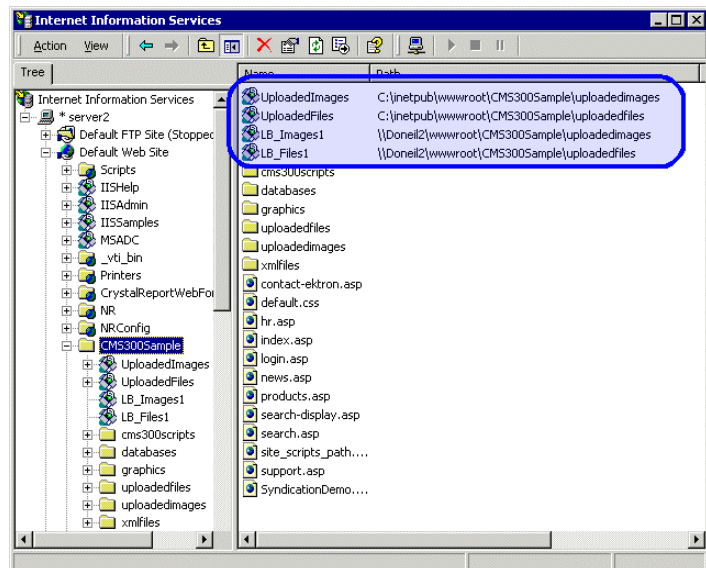 Internet Information Services
Action View
Tree
Name Path
Internet Information Services
* server2
Default FTP Site (Stopped
Default Web Site
Scripts
IISHelp
IISAdmin
IISSamples
MSADC
_vti_bin
Printers
CrystalReportWebFor
NR
NRConfig
CMS300Sample
UploadedImages
UploadedFiles
LB_Images1
LB_Files1
cms300scripts
databases
graphics
uploadedfiles
uploadedimages
xmlfiles
UploadedImages C:\inetpub\wwwroot\CMS300Sample\uploadedimages
UploadedFiles C:\inetpub\wwwroot\CMS300Sample\uploadedfiles
LB_Images1 \\Doneil2\wwwroot\CMS300Sample\uploadedimages
LB_Files1 \\Doneil2\wwwroot\CMS300Sample\uploadedfiles
cms300scripts
databases
graphics
uploadedfiles
uploadedimages
xmlfiles
contact-ektron.asp
default.css
hr.asp
index.asp
login.asp
news.asp
products.asp
search-display.asp
search.asp
site_scripts_path....
support.asp
SyndicationDemo....